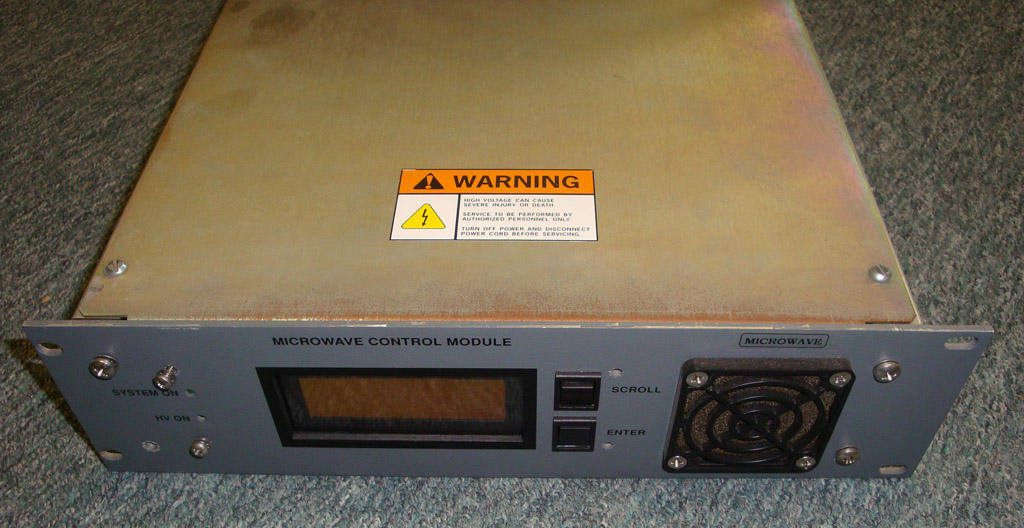 WARNING
HIGH VOLTAGE CAN CAUSE
SEVERE INJURY OR DEATH.
SERVICE TO BE PERFORMED BY
AUTHORIZED PERSONNEL ONLY.
TURN OFF POWER AND DISCONNECT
POWER CORD BEFORE SERVICING.
MICROWAVE CONTROL MODULE
MICROWAVE
SYSTEM ON
SCROLL
HV ON
ENTER